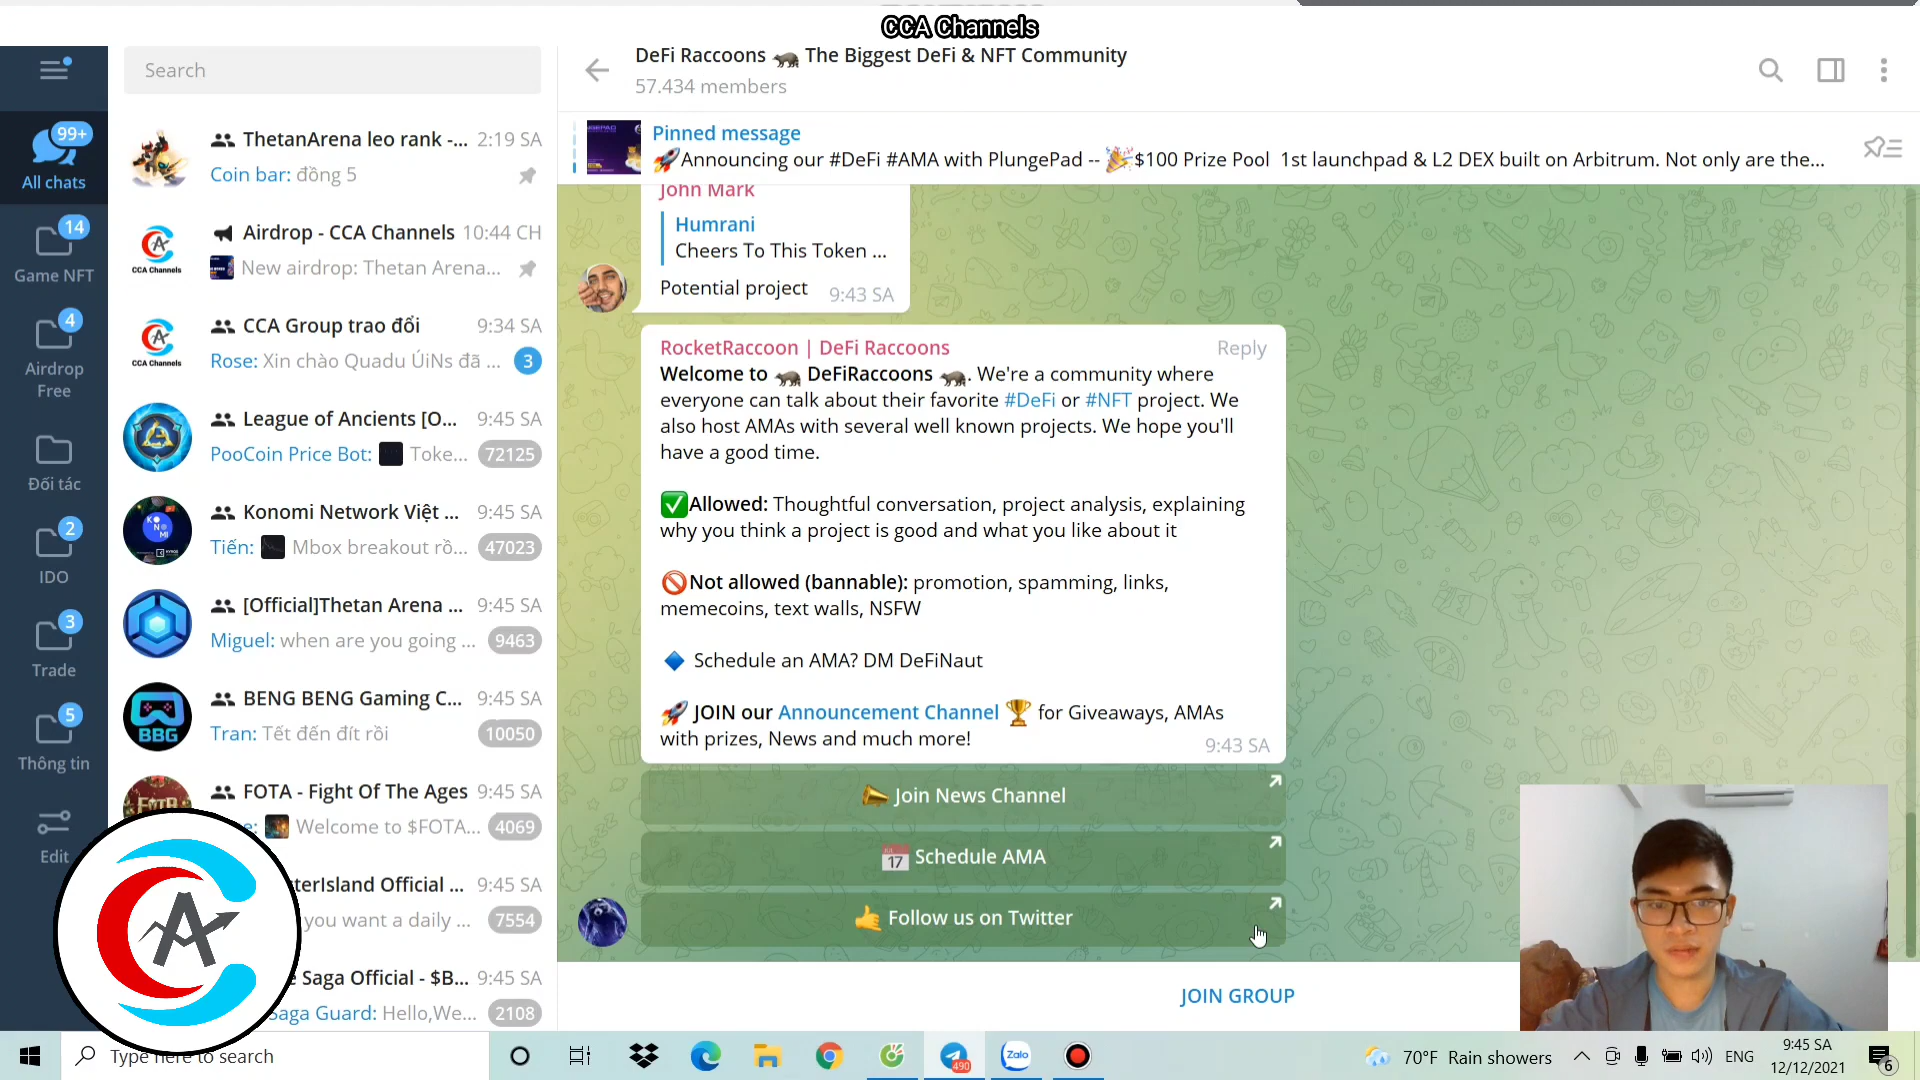 CCA Channels
Search
DeFi Raccoons 🦝 The Biggest DeFi & NFT Community
57.434 members
Pinned message
🚀Announcing our #DeFi #AMA with PlungePad -- 🎉$100 Prize Pool 1st launchpad & L2 DEX built on Arbitrum. Not only are the...
99+
All chats
14
Game NFT
4
Airdrop
Free
Đối tác
2
IDO
3
Trade
5
Thông tin
Edit
ThetanArena leo rank -... 2:19 SA
Coin bar: đồng 5
Airdrop - CCA Channels 10:44 CH
New airdrop: Thetan Arena...
CCA Channels
CCA Group trao đổi 9:34 SA
Rose: Xin chào Quadu ÚiNs đã ... 3
CCA Channels
League of Ancients [O... 9:45 SA
PooCoin Price Bot: Toke... 72125
Konomi Network Việt ... 9:45 SA
Tiến: Mbox breakout rồ... 47023
[Official]Thetan Arena ... 9:45 SA
Miguel: when are you going ... 9463
BENG BENG Gaming C... 9:45 SA
Tran: Tết đến đít rồi 10050
BBG
FOTA - Fight Of The Ages 9:45 SA
e: Welcome to $FOTA... 4069
terIsland Official ... 9:45 SA
you want a daily ... 7554
e Saga Official - $B... 9:45 SA
Saga Guard: Hello,We... 2108
John Mark
Humrani
Cheers To This Token ...
Potential project 9:43 SA
RocketRaccoon | DeFi Raccoons Reply
Welcome to 🦝 DeFiRaccoons 🦝. We're a community where
everyone can talk about their favorite #DeFi or #NFT project. We
also host AMAs with several well known projects. We hope you'll
have a good time.
✅Allowed: Thoughtful conversation, project analysis, explaining
why you think a project is good and what you like about it
🚫Not allowed (bannable): promotion, spamming, links,
memecoins, text walls, NSFW
🔷 Schedule an AMA? DM DeFiNaut
🚀 JOIN our Announcement Channel 🏆 for Giveaways, AMAs
with prizes, News and much more! 9:43 SA
📣 Join News Channel
📅 Schedule AMA
🤙 Follow us on Twitter
JOIN GROUP
Type here to search
490
Zalo
70°F Rain showers
ENG
9:45 SA
12/12/2021
6